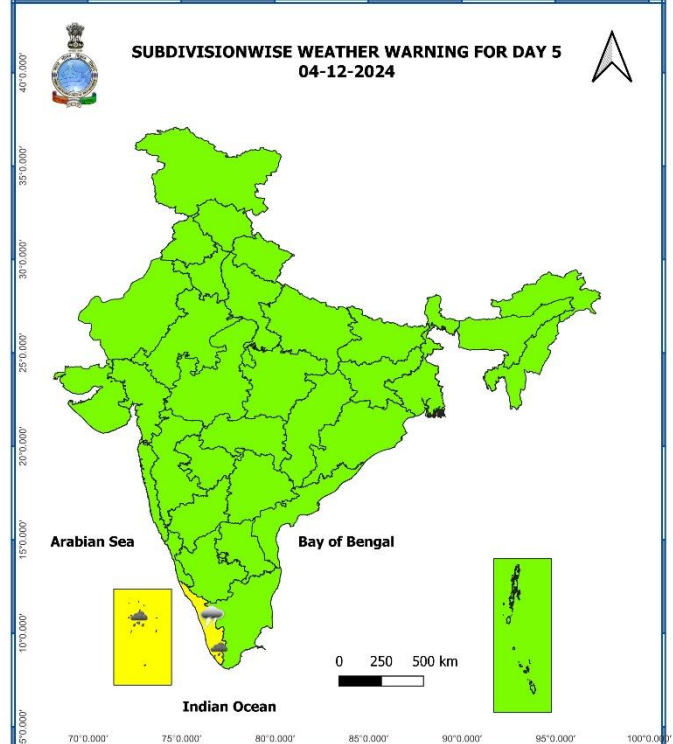 SUBDIVISIONWISE WEATHER WARNING FOR DAY 5
04-12-2024
40°0.000'
35°0.000'
30°0.000'
25°0.000'
20°0.000'
15°0.000'
10°0.000'
5°0.000'
Arabian Sea
Bay of Bengal
0 250 500 km
Indian Ocean
70°0.000' 75°0.000' 80°0.000' 85°0.000' 90°0.000' 95°0.000' 100°0.000'